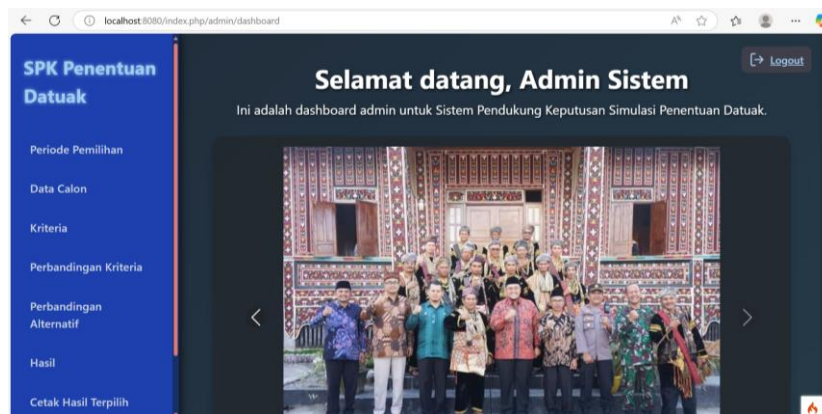 localhost:8080/index.php/admin/dashboard
SPK Penentuan
Datuak
Logout
Selamat datang, Admin Sistem
Ini adalah dashboard admin untuk Sistem Pendukung Keputusan Simulasi Penentuan Datuak.
Periode Pemilihan
Data Calon
Kriteria
Perbandingan Kriteria
Perbandingan
Alternatif
Hasil
Cetak Hasil Terpilih